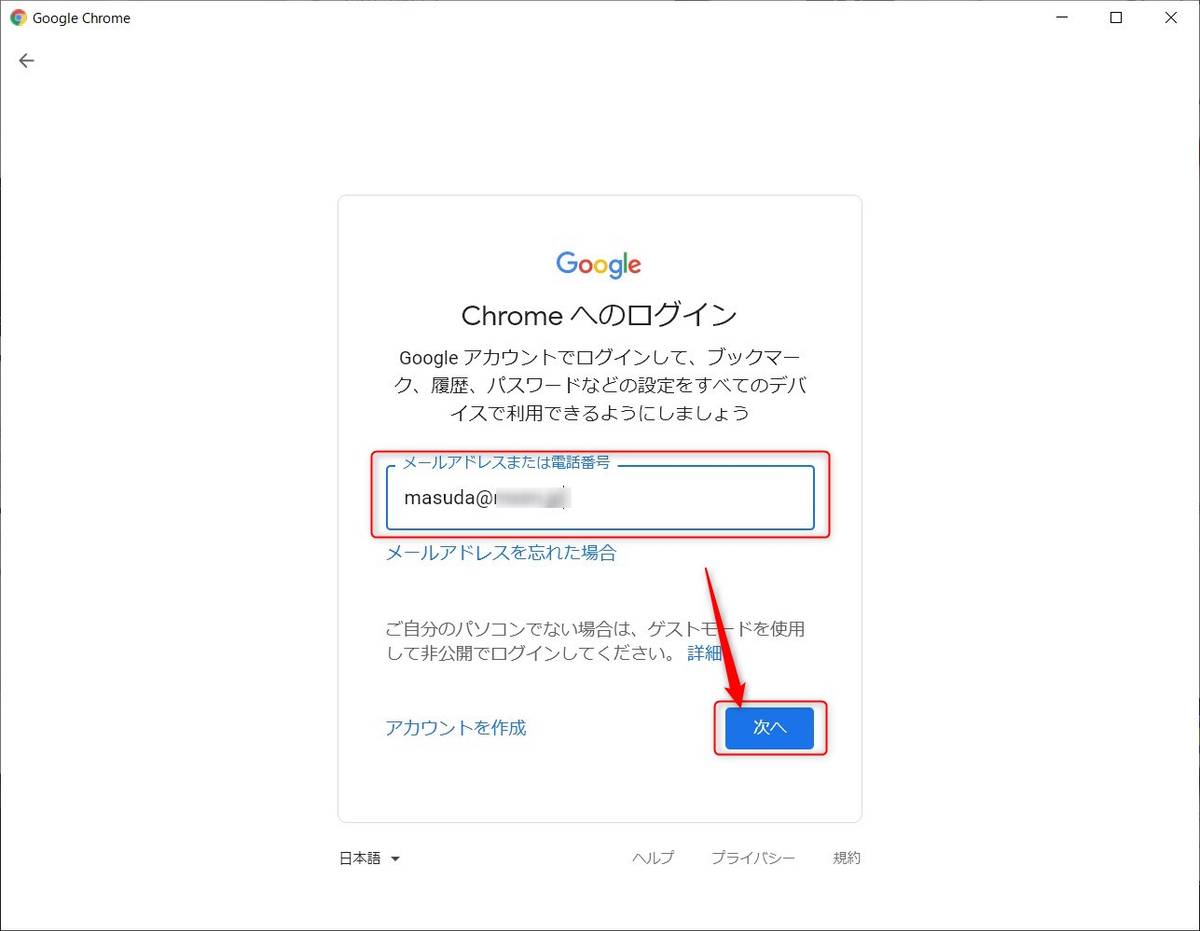 Google Chrome
Google
Chrome へのログイン
Google アカウントでログインして、ブックマー
ク、履歴、パスワードなどの設定をすべてのデバ
イスで利用できるようにしましょう
メールアドレスまたは電話番号
masuda@
メールアドレスを忘れた場合
ご自分のパソコンでない場合は、ゲストモードを使用
して非公開でログインしてください。 詳細
アカウントを作成
次へ
日本語
ヘルプ プライバシー 規約